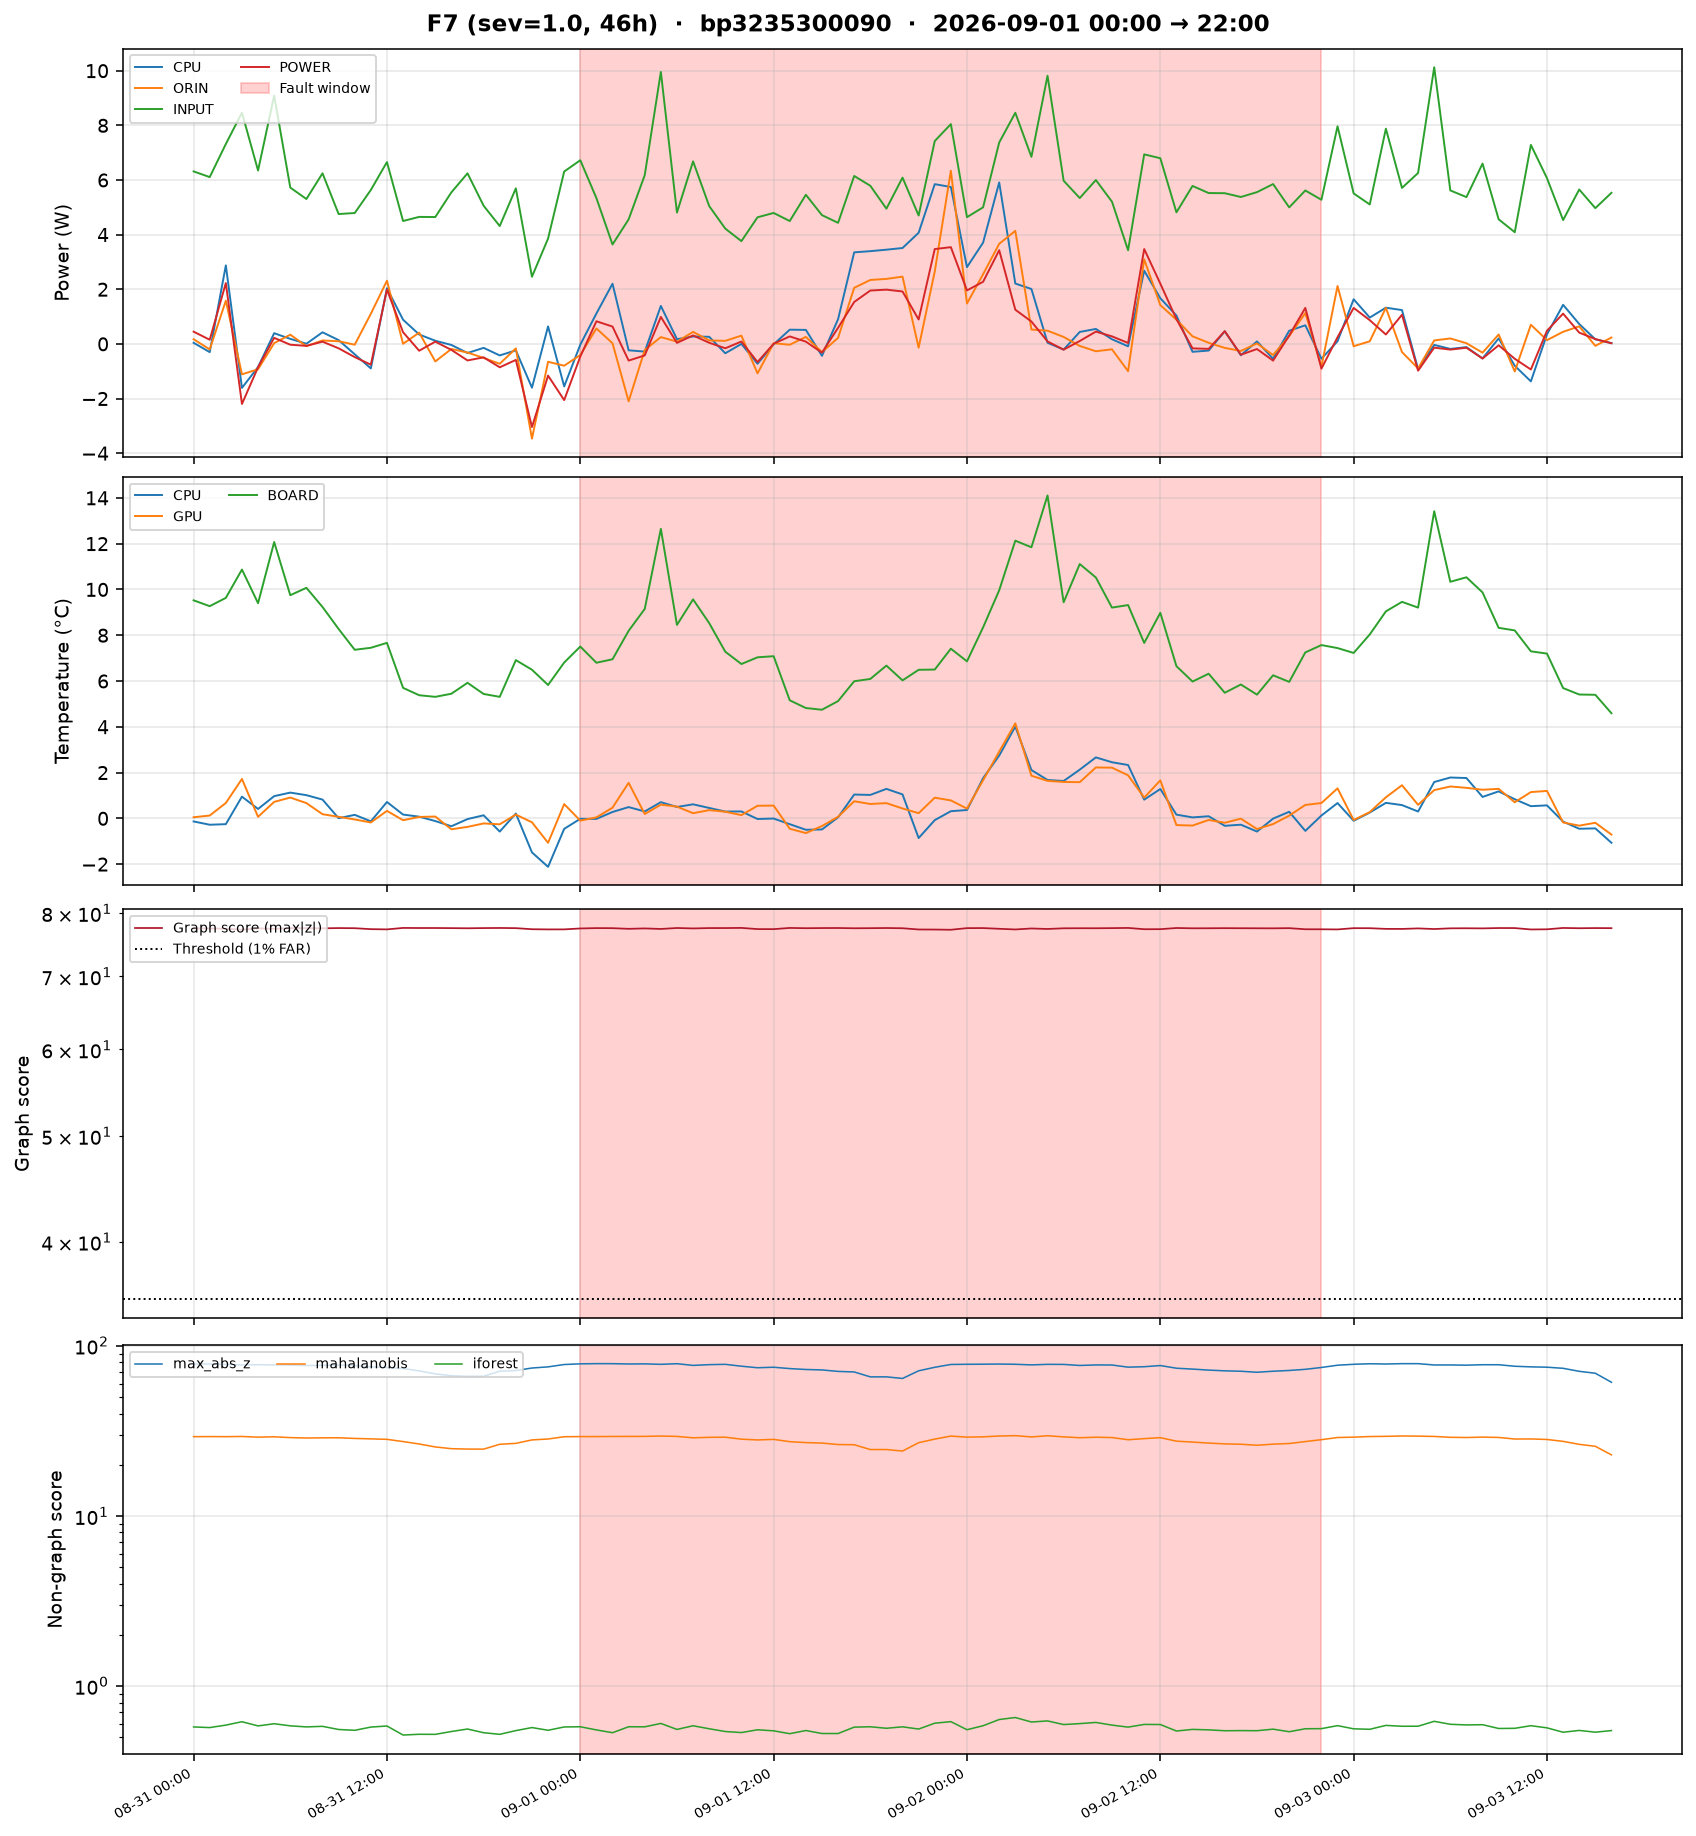 F7 (sev=1.0, 46h) · bp3235300090 · 2026-09-01 00:00 → 22:00
Power (W)
10
8
6
4
2
0
−2
−4
CPU
ORIN
INPUT
POWER
Fault window
Temperature (°C)
14
12
10
8
6
4
2
0
−2
CPU
GPU
BOARD
Graph score
8 × 10¹
7 × 10¹
6 × 10¹
5 × 10¹
4 × 10¹
Graph score (max|z|)
Threshold (1% FAR)
Non-graph score
10²
10¹
10⁰
max_abs_z
mahalanobis
iforest
08-31 00:00
08-31 12:00
09-01 00:00
09-01 12:00
09-02 00:00
09-02 12:00
09-03 00:00
09-03 12:00